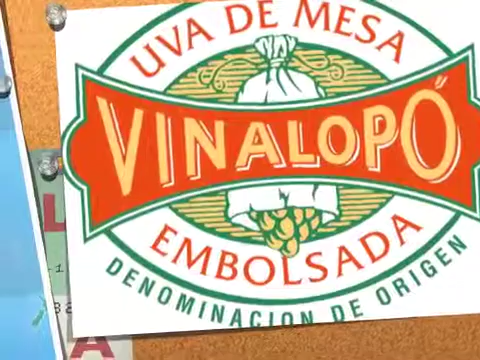 UVA DE MESA
VINALOPÓ
EMBOLSADA
DENOMINACION DE ORIGEN
L
A